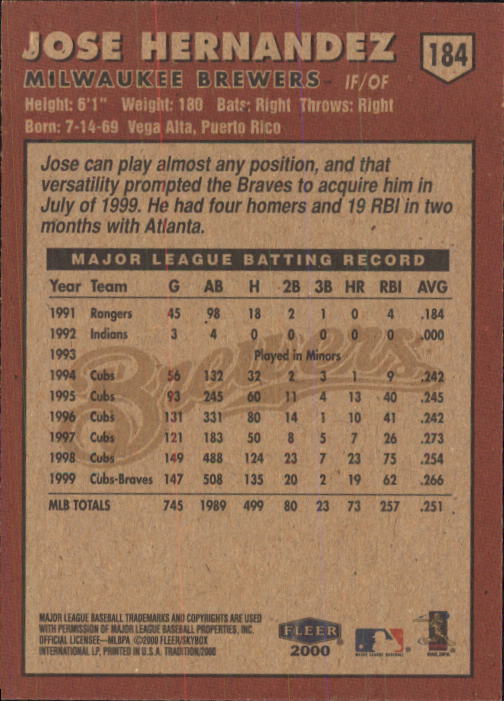 JOSE HERNANDEZ 184
MILWAUKEE BREWERS IF/OF
Height: 6'1" Weight: 180 Bats: Right Throws: Right
Born: 7-14-69 Vega Alta, Puerto Rico
Jose can play almost any position, and that
versatility prompted the Braves to acquire him in
July of 1999. He had four homers and 19 RBI in two
months with Atlanta.
MAJOR LEAGUE BATTING RECORD
Year Team G AB H 2B 3B HR RBI AVG
1991 Rangers 45 98 18 2 1 0 4 .184
1992 Indians 3 4 0 0 0 0 0 .000
1993 Played in Minors
1994 Cubs 56 132 32 2 3 1 9 .242
1995 Cubs 93 245 60 11 4 13 40 .245
1996 Cubs 131 331 80 14 1 10 41 .242
1997 Cubs 121 183 50 8 5 7 26 .273
1998 Cubs 149 488 124 23 7 23 75 .254
1999 Cubs-Braves 147 508 135 20 2 19 62 .266
MLB TOTALS 745 1989 499 80 23 73 257 .251
Brewers
MAJOR LEAGUE BASEBALL TRADEMARKS AND COPYRIGHTS ARE USED
WITH PERMISSION OF MAJOR LEAGUE BASEBALL PROPERTIES, INC.
OFFICIAL LICENSEE—MLBPA ©2000 FLEER/SKYBOX
INTERNATIONAL LP, PRINTED IN U.S.A. TRADITION/2000
FLEER
2000
MAJOR LEAGUE BASEBALL